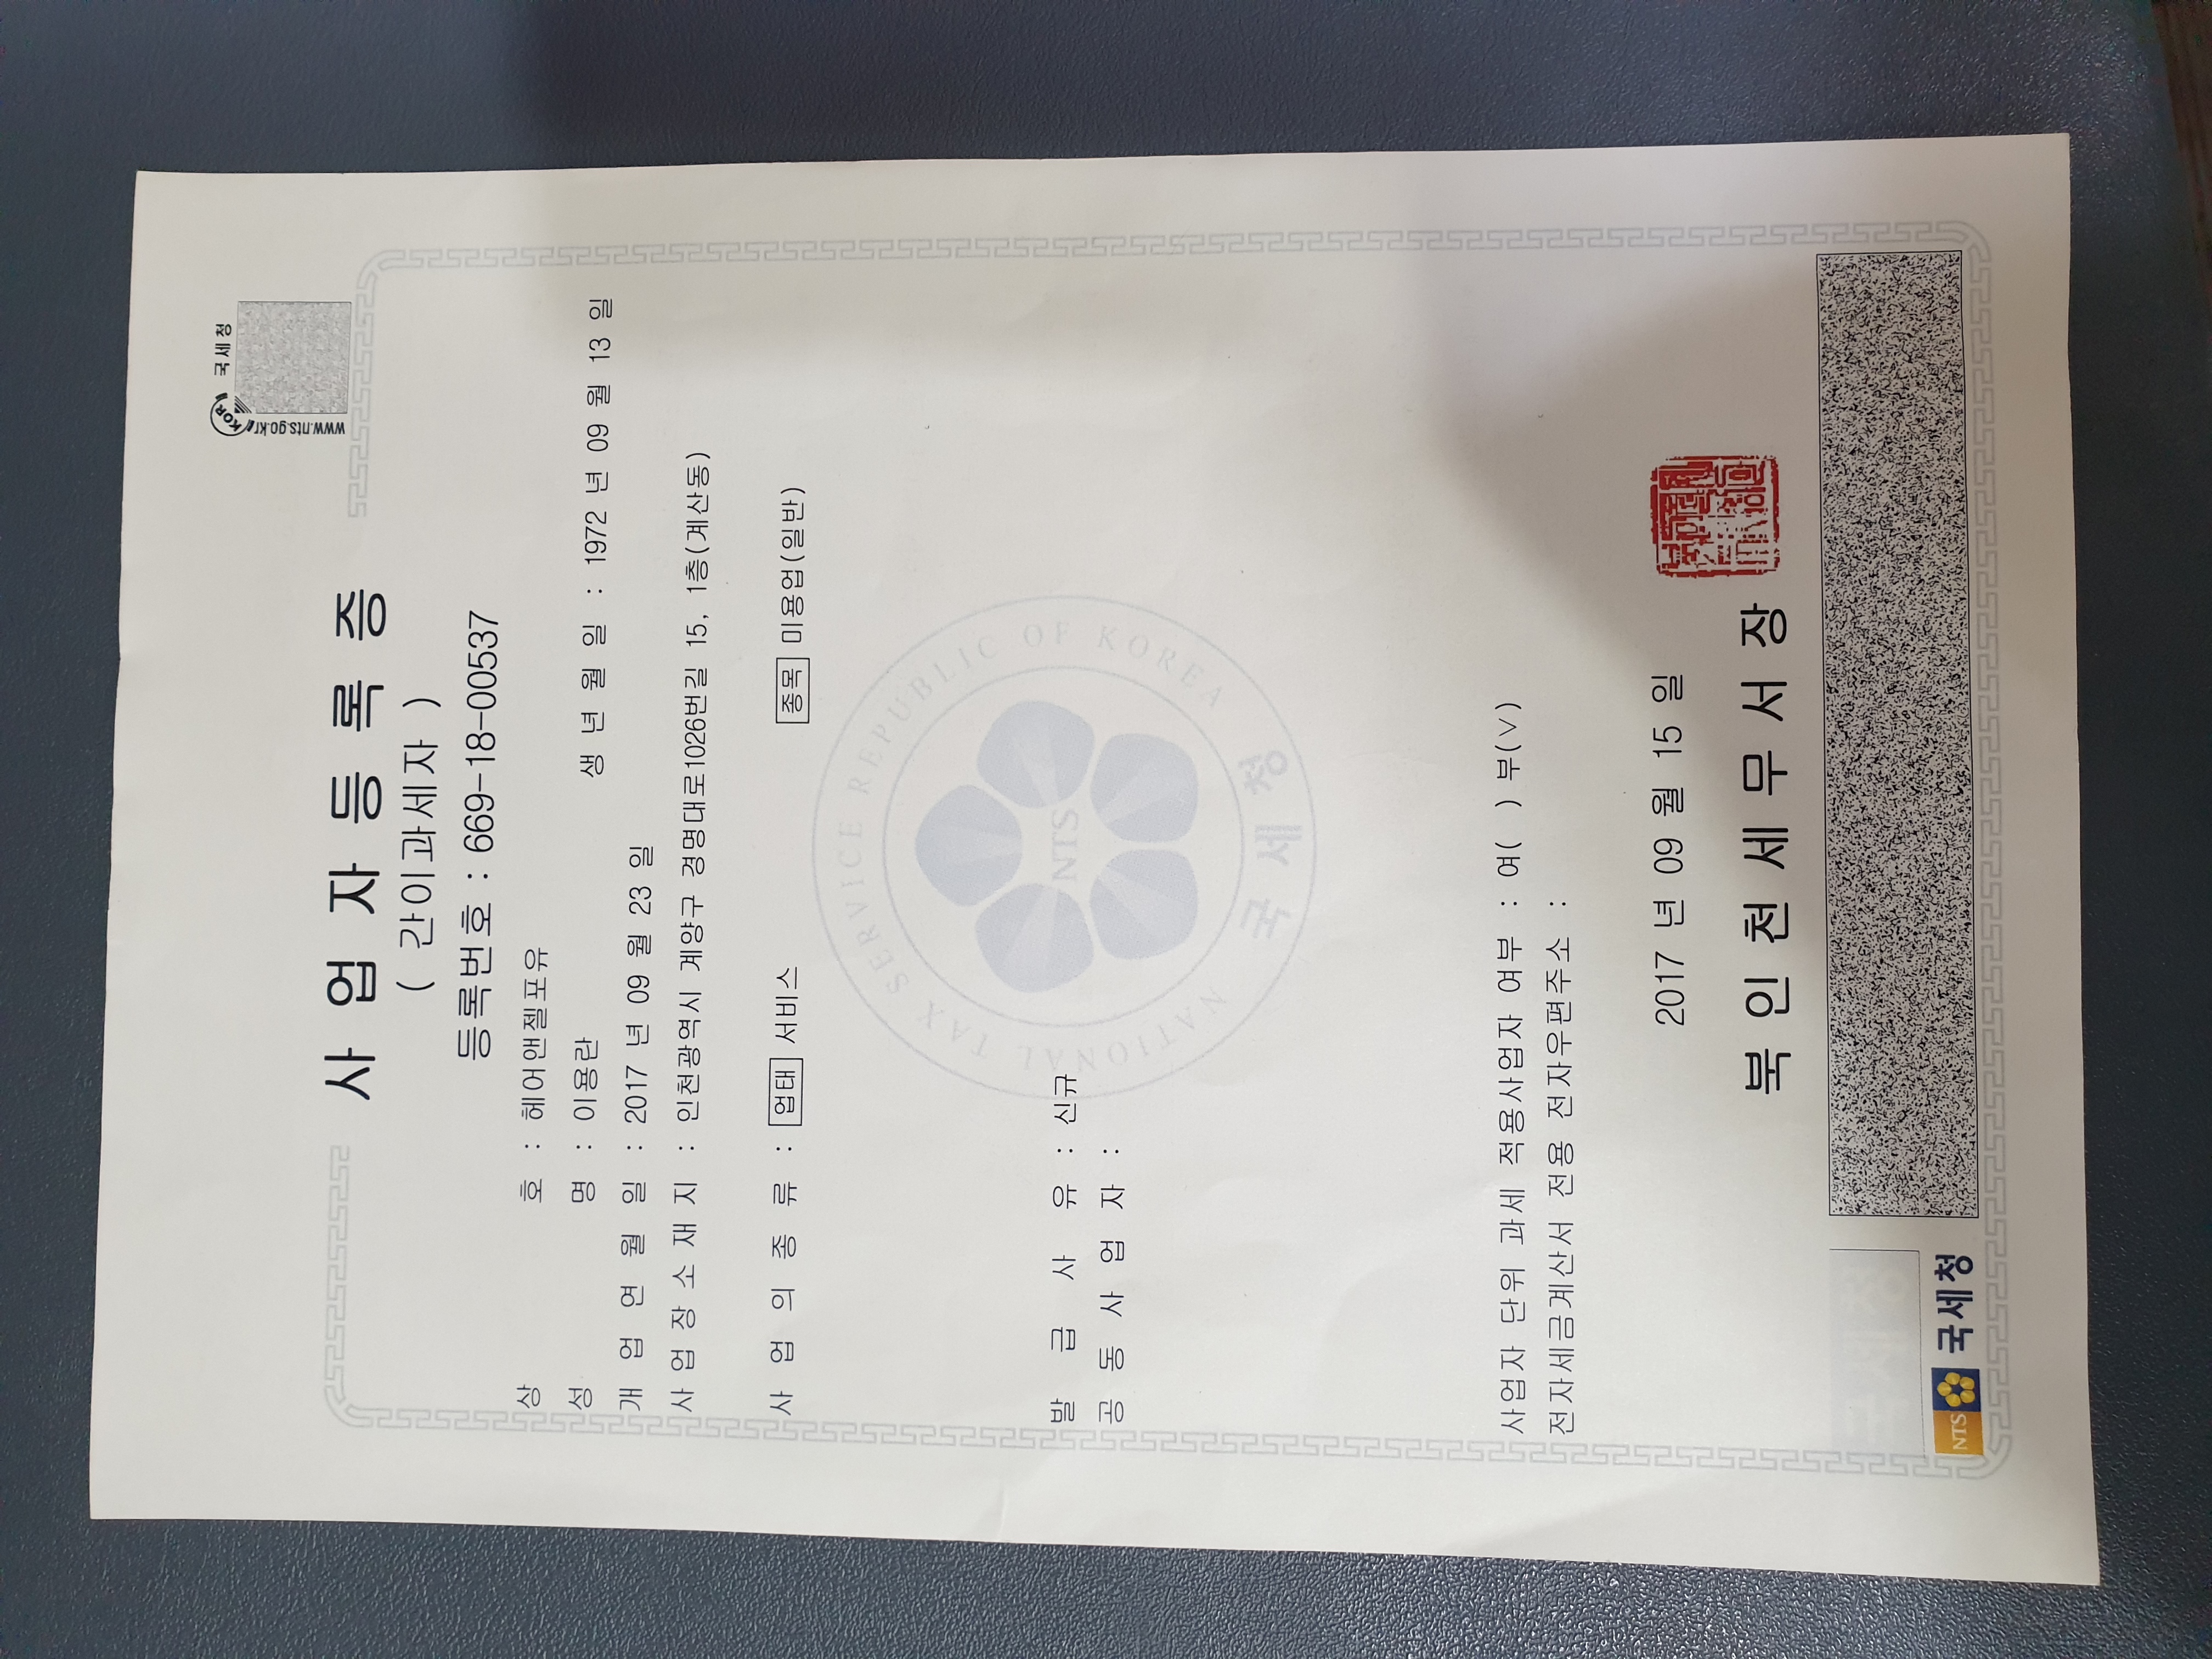 국세청
KOR
www.nts.go.kr
사 업 자 등 록 증
( 간이과세자 )
등록번호 : 669-18-00537
상 호 : 헤어앤젤포유
성 명 : 이용란 생 년 월 일 : 1972 년 09 월 13 일
개 업 연 월 일 : 2017 년 09 월 23 일
사 업 장 소 재 지 : 인천광역시 계양구 경명대로1026번길 15, 1층(계산동)
사 업 의 종 류 : 업태 서비스 종목 미용업(일반)
NATIONAL TAX SERVICE REPUBLIC OF KOREA
NTS
국세청
발 급 사 유 : 신규
공 동 사 업 자 :
사업자 단위 과세 적용사업자 여부 : 여( ) 부(∨)
전자세금계산서 전용 전자우편주소 :
2017 년 09 월 15 일
북 인 천 세 무 서 장
NTS 국세청